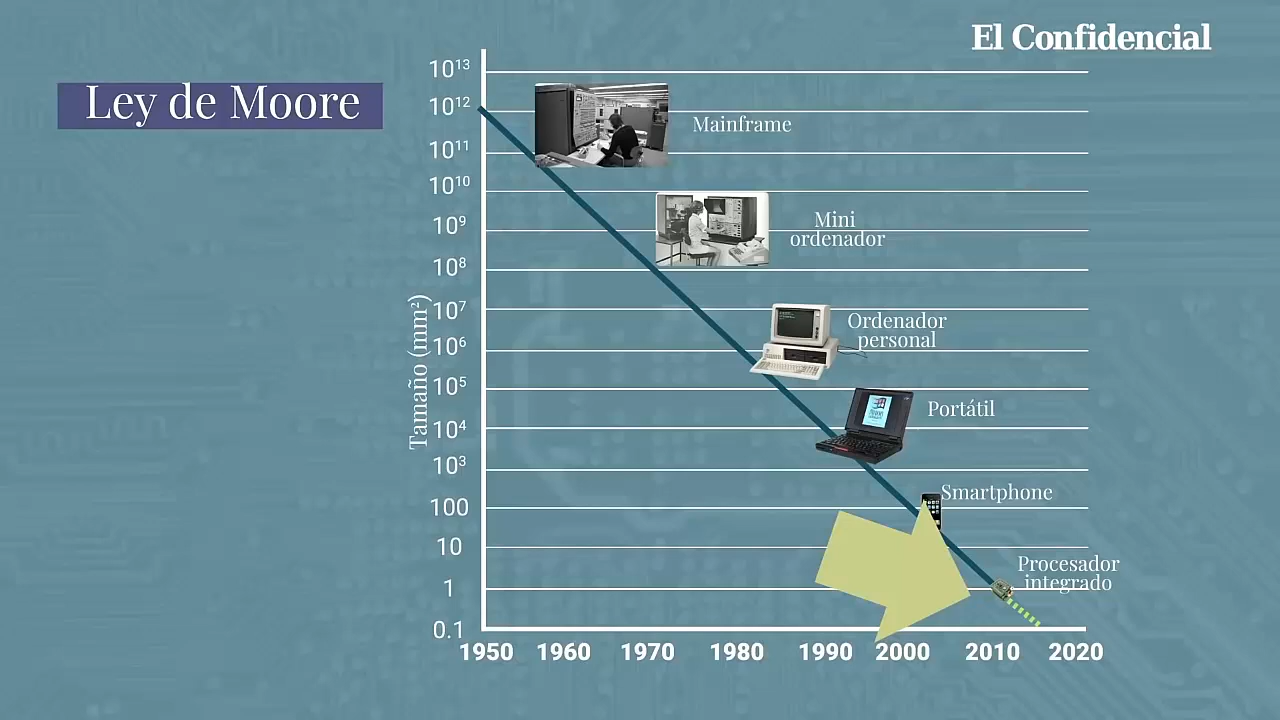 El Confidencial
Ley de Moore
Tamaño (mm²)
10¹³
10¹²
10¹¹
10¹⁰
10⁹
10⁸
10⁷
10⁶
10⁵
10⁴
10³
100
10
1
0.1
Mainframe
Mini
ordenador
Ordenador
personal
Portátil
Smartphone
Procesador
integrado
1950 1960 1970 1980 1990 2000 2010 2020